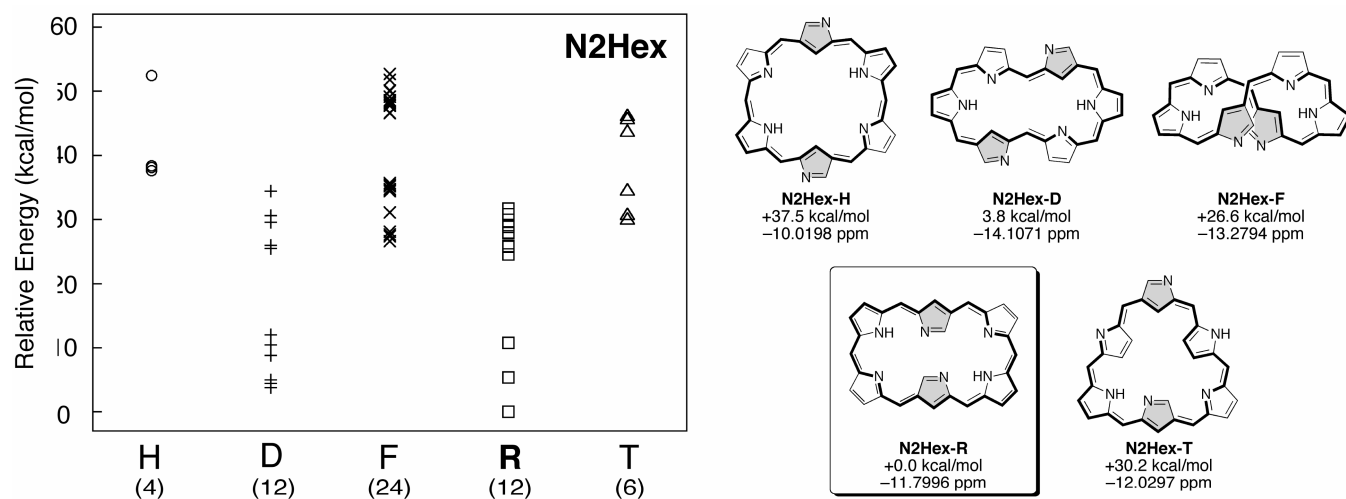 N2Hex
Relative Energy (kcal/mol)
60
50
40
30
20
10
0
H
D
F
R
T
(4)
(12)
(24)
(12)
(6)
N
N HN
NH N
N
N2Hex-H
+37.5 kcal/mol
−10.0198 ppm
N
N
NH HN
N
N
N2Hex-D
3.8 kcal/mol
−14.1071 ppm
N N
NH HN
N N
N2Hex-F
+26.6 kcal/mol
−13.2794 ppm
NH N N
N N HN
N2Hex-R
+0.0 kcal/mol
−11.7996 ppm
N
N NH
NH N N
N2Hex-T
+30.2 kcal/mol
−12.0297 ppm